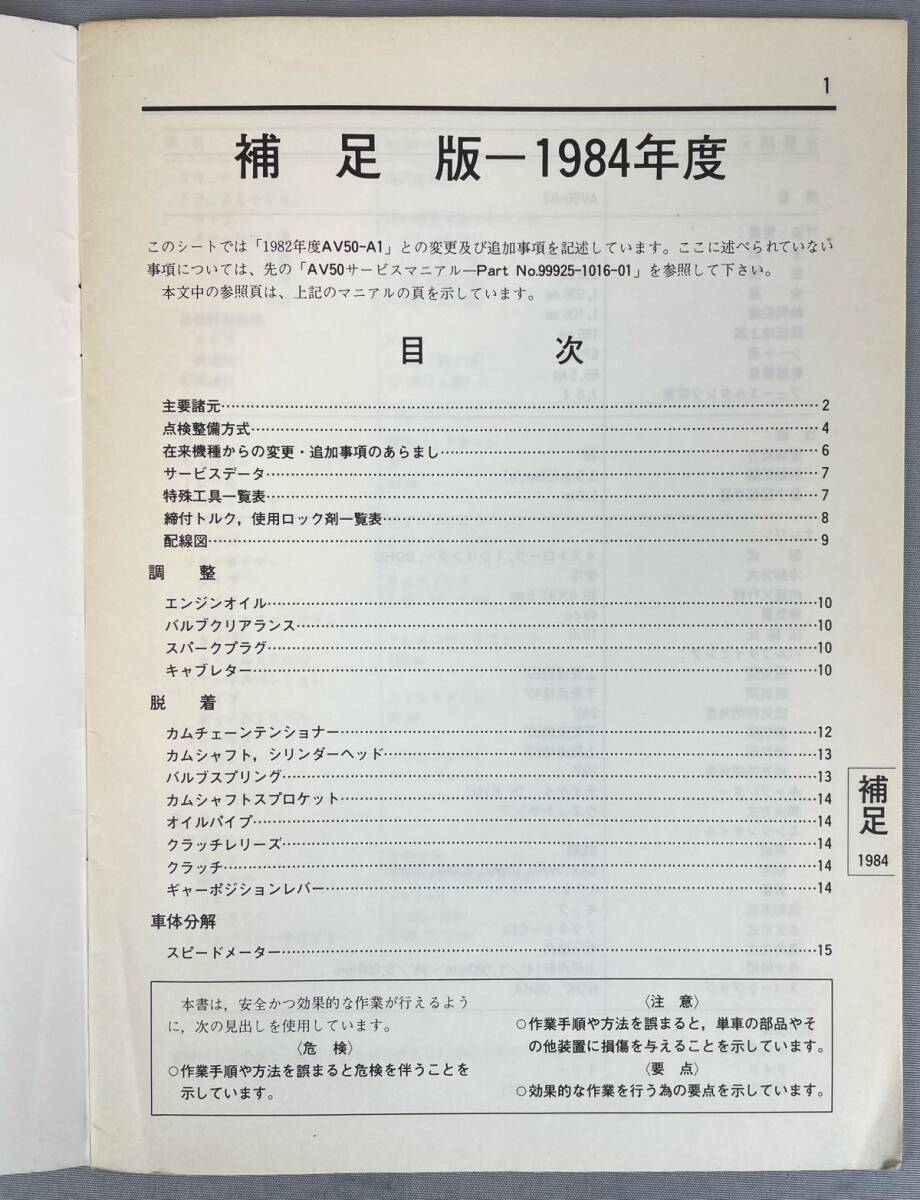 1
補足版―1984年度
このシートでは「1982年度AV50-A1」との変更及び追加事項を記述しています。ここに述べられていない
事項については、先の「AV50サービスマニアル―Part No.99925-1016-01」を参照して下さい。
本文中の参照頁は、上記のマニアルの頁を示しています。
目次
主要諸元……2
点検整備方式……4
在来機種からの変更・追加事項のあらまし……6
サービスデータ……7
特殊工具一覧表……7
締付トルク，使用ロック剤一覧表……8
配線図……9
調整
エンジンオイル……10
バルブクリアランス……10
スパークプラグ……10
キャブレター……10
脱着
カムチェーンテンショナー……12
カムシャフト，シリンダーヘッド……13
バルブスプリング……13
カムシャフトスプロケット……14
オイルパイプ……14
クラッチレリーズ……14
クラッチ……14
ギャーポジションレバー……14
車体分解
スピードメーター……15
補足
1984
本書は，安全かつ効果的な作業が行えるよう
に，次の見出しを使用しています。
〈危検〉
○作業手順や方法を誤まると危検を伴うことを
示しています。
〈注意〉
○作業手順や方法を誤まると，単車の部品やそ
の他装置に損傷を与えることを示しています。
〈要点〉
○効果的な作業を行う為の要点を示しています。